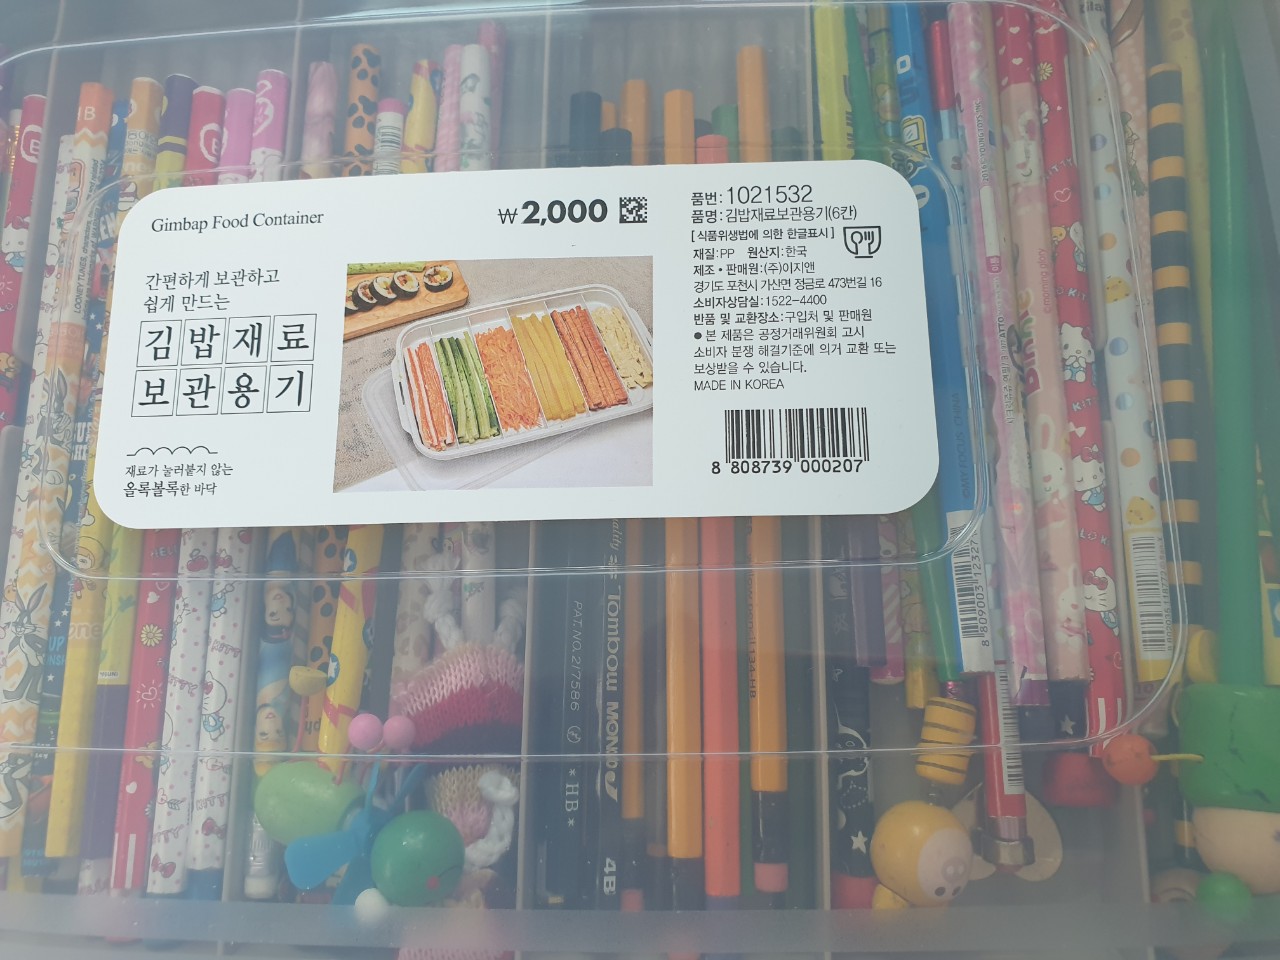 Gimbap Food Container
₩2,000
간편하게 보관하고
쉽게 만드는
김밥재료
보관용기
재료가 눌러붙지 않는
올록볼록한 바닥
품번: 1021532
품명: 김밥재료보관용기(6칸)
[ 식품위생법에 의한 한글표시 ]
재질: PP 원산지: 한국
제조 • 판매원: (주)이지앤
경기도 포천시 가산면 정금로 473번길 16
소비자상담실: 1522-4400
반품 및 교환장소: 구입처 및 판매원
● 본 제품은 공정거래위원회 고시
소비자 분쟁 해결기준에 의거 교환 또는
보상받을 수 있습니다.
MADE IN KOREA
8 808739 000207
PAT.NO.217586
*HB*
Tombow MONO
4B